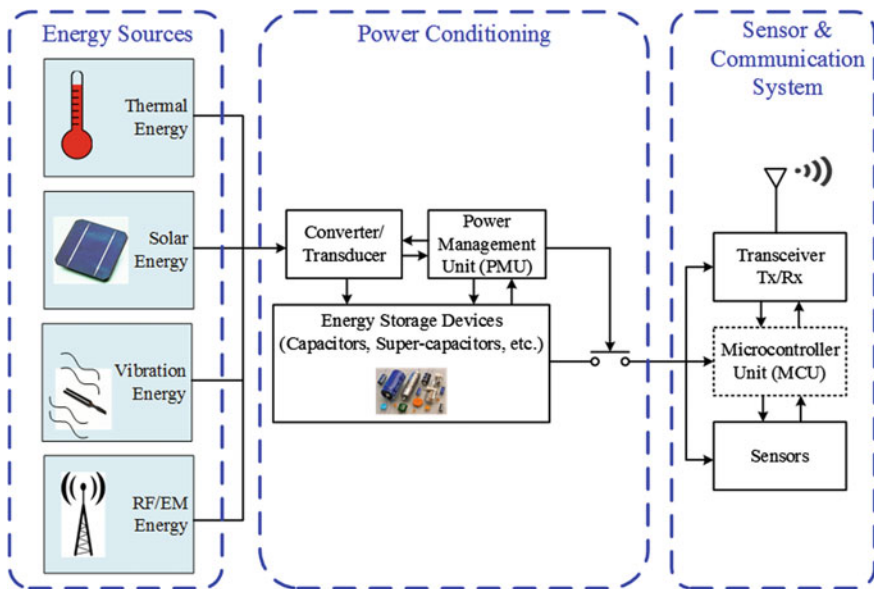 Energy Sources
Thermal
Energy
Solar
Energy
Vibration
Energy
RF/EM
Energy
Power Conditioning
Converter/
Transducer
Power
Management
Unit (PMU)
Energy Storage Devices
(Capacitors, Super-capacitors, etc.)
Sensor &
Communication
System
Transceiver
Tx/Rx
Microcontroller
Unit (MCU)
Sensors